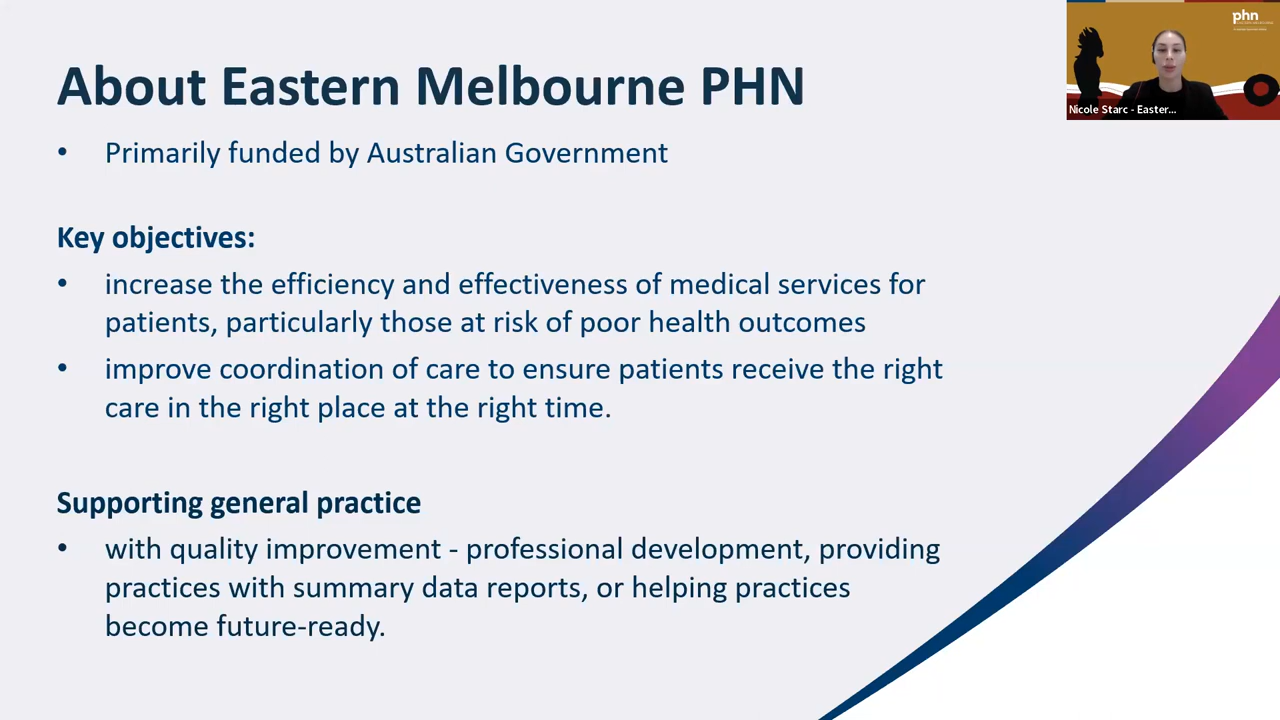 About Eastern Melbourne PHN
• Primarily funded by Australian Government
Key objectives:
• increase the efficiency and effectiveness of medical services for
patients, particularly those at risk of poor health outcomes
• improve coordination of care to ensure patients receive the right
care in the right place at the right time.
Supporting general practice
• with quality improvement - professional development, providing
practices with summary data reports, or helping practices
become future-ready.
phn
Nicole Starc - Easter...